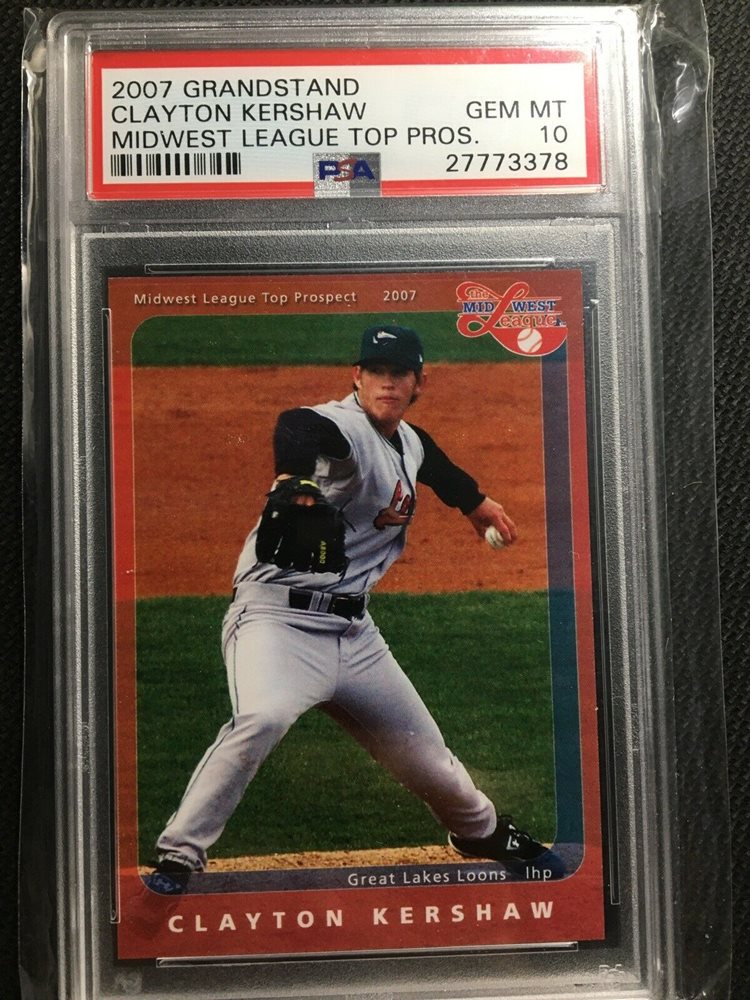 2007 GRANDSTAND
CLAYTON KERSHAW GEM MT
MIDWEST LEAGUE TOP PROS. 10
PSA 27773378
Midwest League Top Prospect 2007
the
MIDWEST
League
Great Lakes Loons lhp
CLAYTON KERSHAW